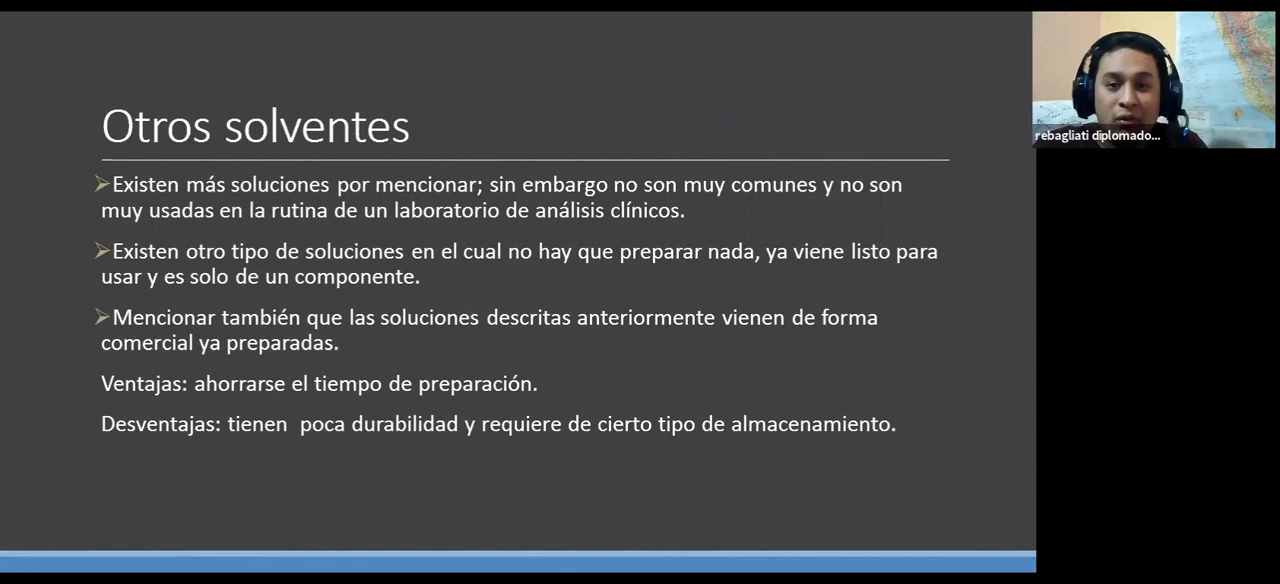 Otros solventes
Existen más soluciones por mencionar; sin embargo no son muy comunes y no son
muy usadas en la rutina de un laboratorio de análisis clínicos.
Existen otro tipo de soluciones en el cual no hay que preparar nada, ya viene listo para
usar y es solo de un componente.
Mencionar también que las soluciones descritas anteriormente vienen de forma
comercial ya preparadas.
Ventajas: ahorrarse el tiempo de preparación.
Desventajas: tienen  poca durabilidad y requiere de cierto tipo de almacenamiento.
rebagliati diplomado...